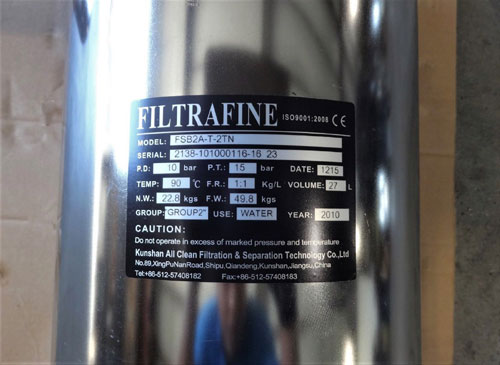 FILTRAFINE ISO9001:2008 CE
MODEL: FSB2A-T-2TN
SERIAL: 2138-101000116-16 23
P.D: 10 bar P.T: 15 bar DATE: 1215
TEMP: 90 ℃ F.R: 1:1 Kg/L VOLUME: 27 L
N.W: 22.8 kgs F.W: 49.8 kgs
GROUP: GROUP2" USE: WATER YEAR: 2010
CAUTION:
Do not operate in excess of marked pressure and temperature
Kunshan All Clean Filtration & Separation Technology Co.,Ltd
No.89,XingPuNanRoad,Shipu,Qiandeng,Kunshan,Jiangsu,China
Tel:+86-512-57408182 Fax:+86-512-57408183